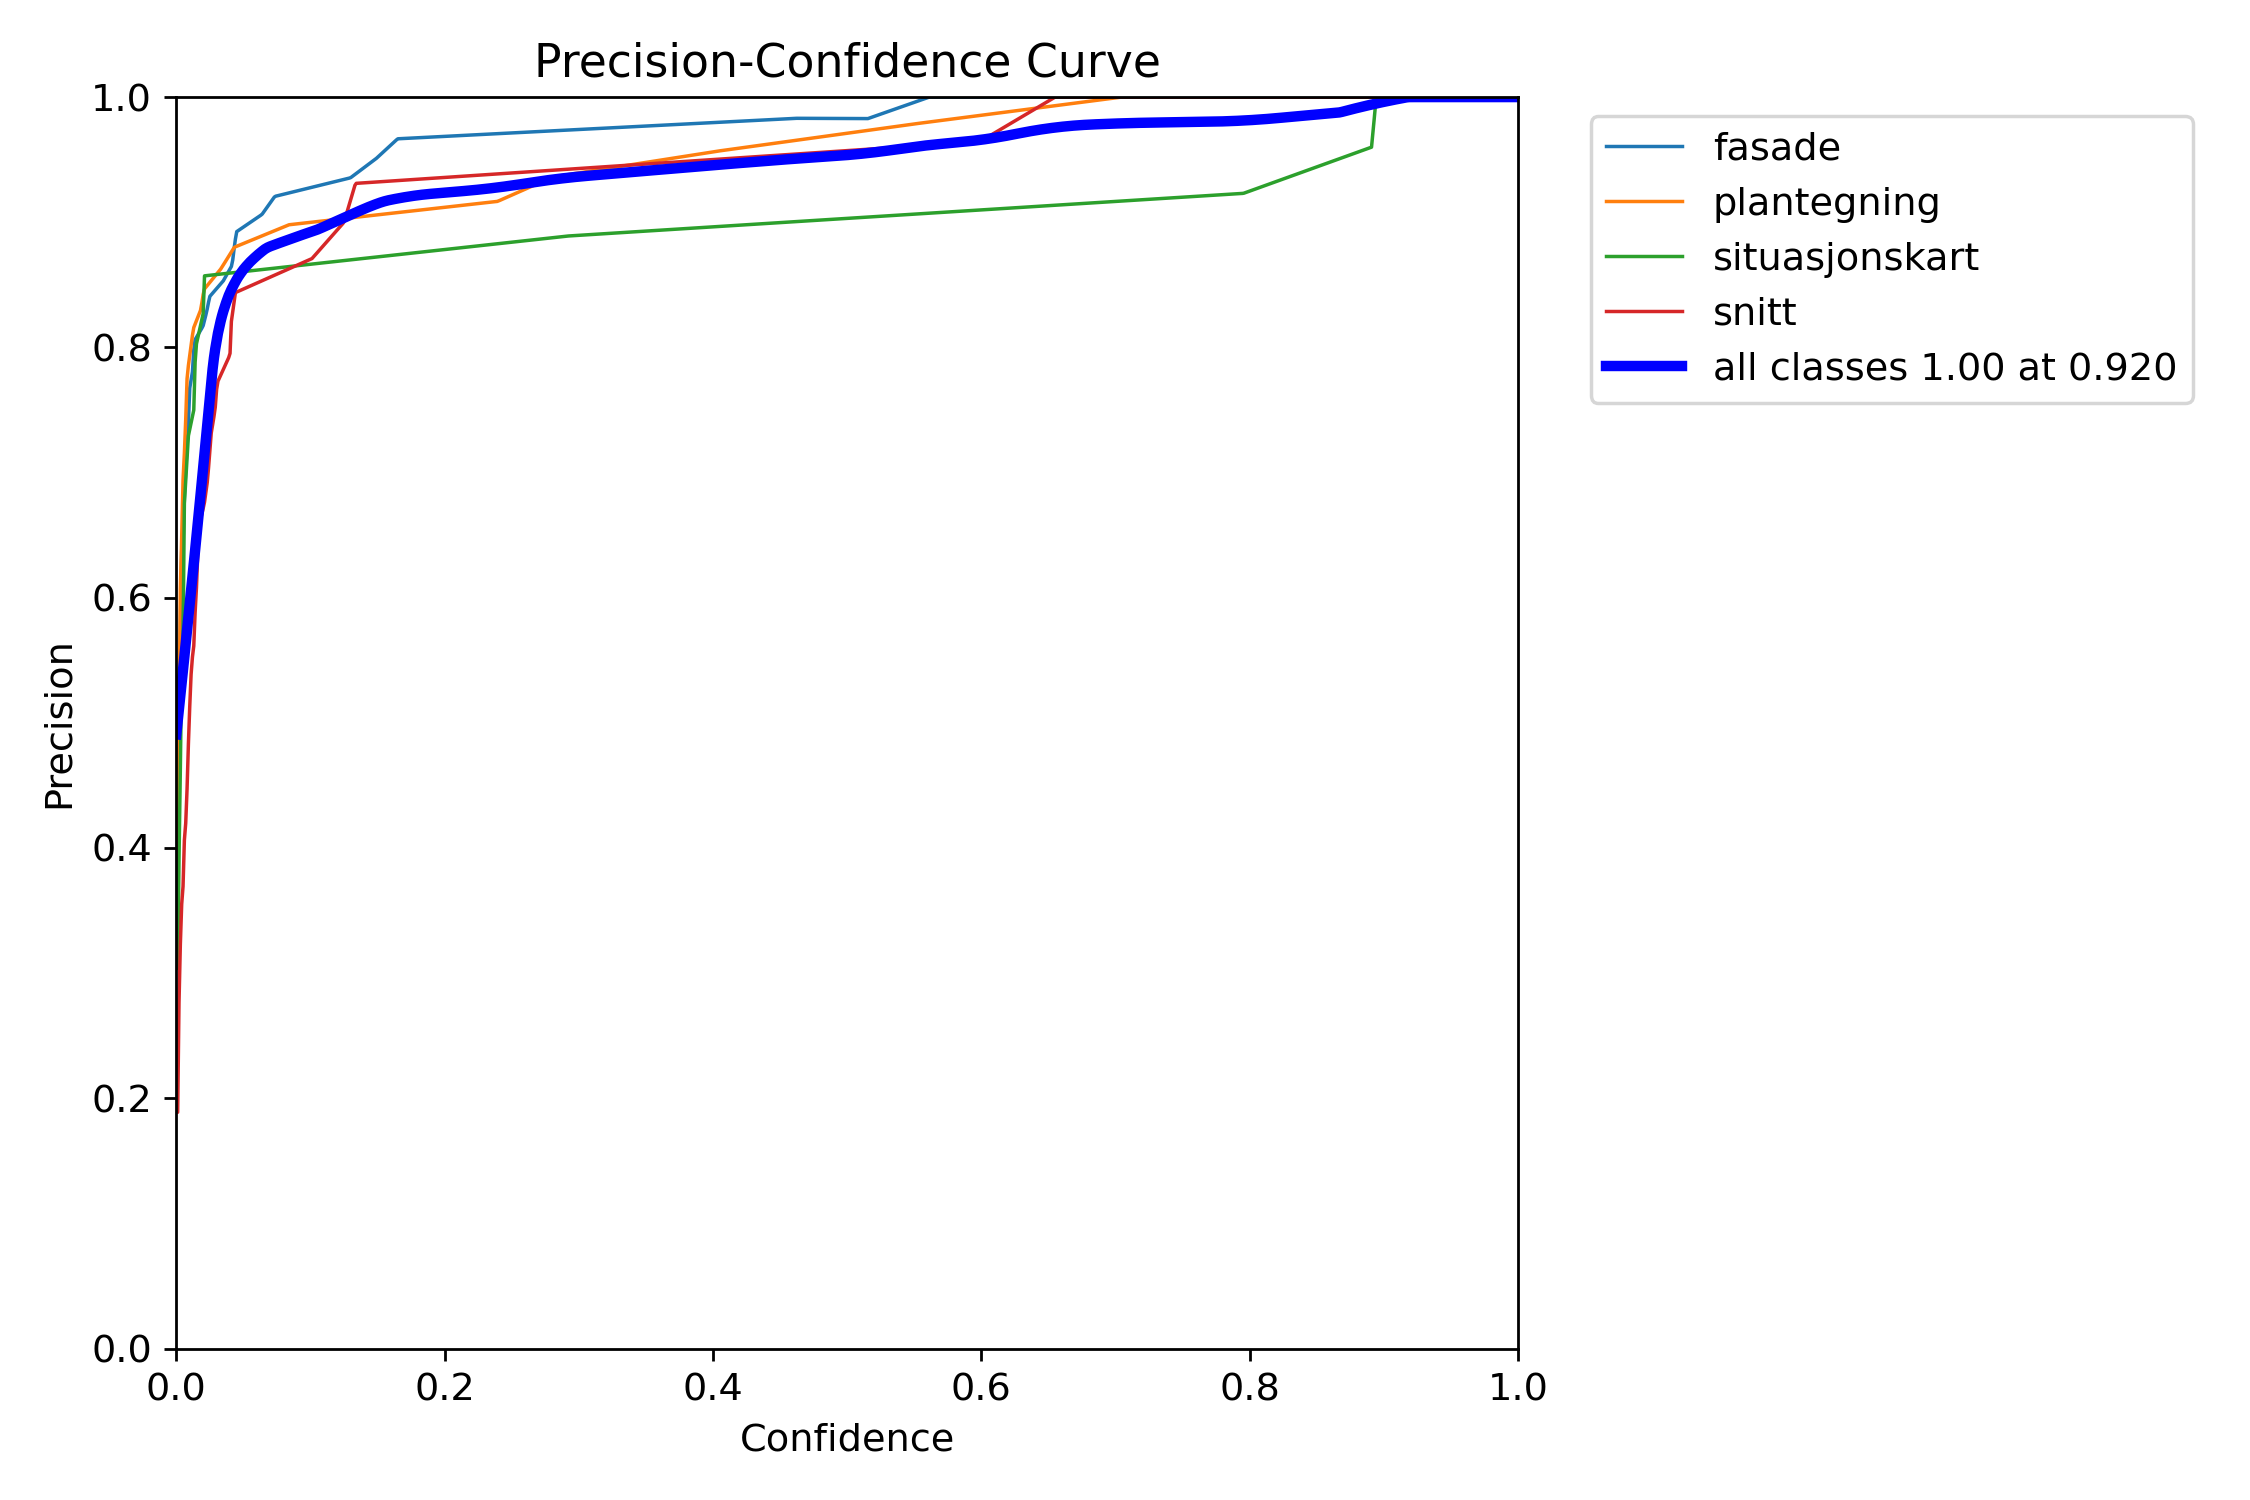 Precision-Confidence Curve
1.0
0.8
0.6
0.4
0.2
0.0
Precision
0.0 0.2 0.4 0.6 0.8 1.0
Confidence
fasade
plantegning
situasjonskart
snitt
all classes 1.00 at 0.920